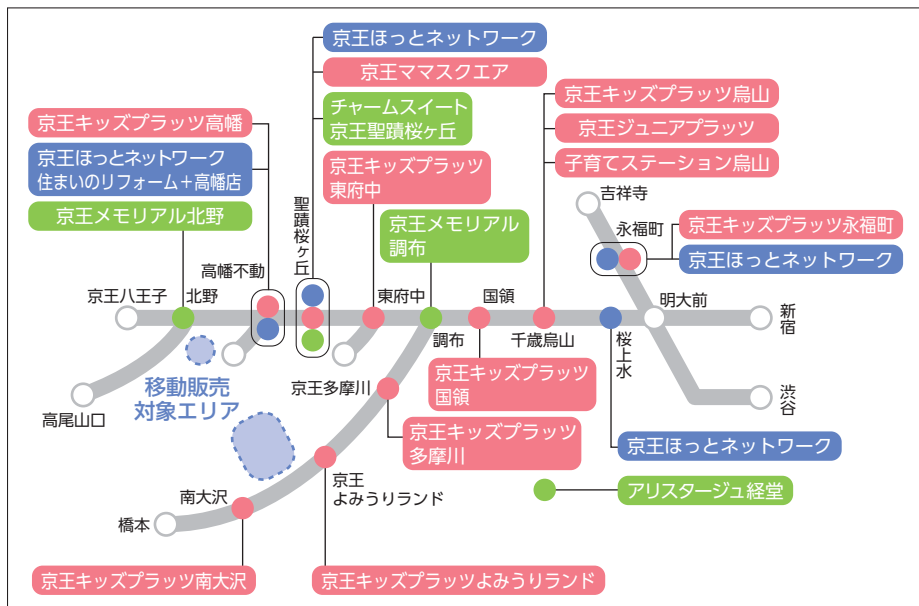 京王ほっとネットワーク
京王ママスクエア
チャームスイート
京王聖蹟桜ヶ丘
京王キッズプラッツ烏山
京王ジュニアプラッツ
子育てステーション烏山
京王キッズプラッツ高幡
京王ほっとネットワーク
住まいのリフォーム+高幡店
京王メモリアル北野
京王キッズプラッツ
東府中
京王メモリアル
調布
吉祥寺
永福町
京王キッズプラッツ永福町
京王ほっとネットワーク
聖蹟桜ヶ丘
高幡不動
京王八王子
北野
東府中
国領
明大前
新宿
調布
千歳烏山
桜上水
移動販売
対象エリア
高尾山口
京王多摩川
京王キッズプラッツ
国領
渋谷
京王キッズプラッツ
多摩川
京王ほっとネットワーク
京王
よみうりランド
アリスタージュ経堂
南大沢
橋本
京王キッズプラッツ南大沢
京王キッズプラッツよみうりランド